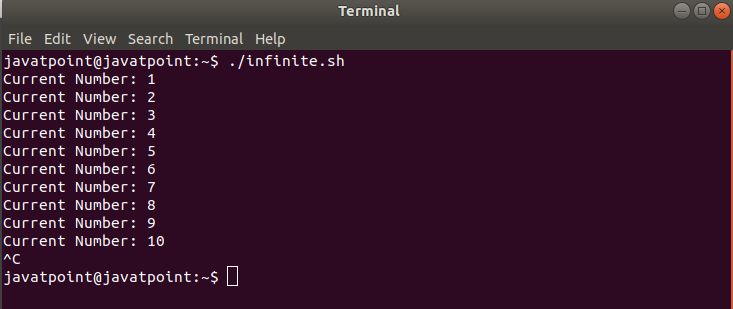 Terminal
File Edit View Search Terminal Help
javatpoint@javatpoint:~$ ./infinite.sh
Current Number: 1
Current Number: 2
Current Number: 3
Current Number: 4
Current Number: 5
Current Number: 6
Current Number: 7
Current Number: 8
Current Number: 9
Current Number: 10
^C
javatpoint@javatpoint:~$